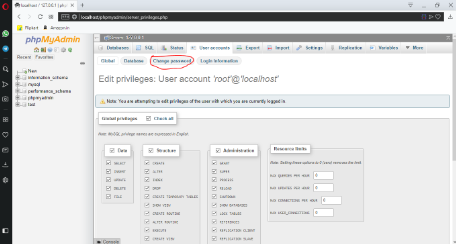 localhost / 127.0.0.1
localhost/phpmyadmin/server_privileges.php
phpMyAdmin
Recent Favorites
New
information_schema
mysql
performance_schema
phpmyadmin
test
Databases SQL Status User accounts Export Import Settings Replication Variables More
Global Database Change password Login Information
Edit privileges: User account 'root'@'localhost'
Note: You are attempting to edit privileges of the user with which you are currently logged in.
Global privileges Check all
Note: MySQL privilege names are expressed in English.
Data
SELECT
INSERT
UPDATE
DELETE
FILE
Structure
CREATE
ALTER
INDEX
DROP
CREATE TEMPORARY TABLES
SHOW VIEW
CREATE ROUTINE
ALTER ROUTINE
EXECUTE
CREATE VIEW
Administration
GRANT
SUPER
PROCESS
RELOAD
SHUTDOWN
SHOW DATABASES
LOCK TABLES
REFERENCES
REPLICATION CLIENT
REPLICATION SLAVE
Resource limits
Note: Setting these options to 0 (zero) removes the limit.
MAX QUERIES PER HOUR 0
MAX UPDATES PER HOUR 0
MAX CONNECTIONS PER HOUR 0
MAX USER_CONNECTIONS 0
Console